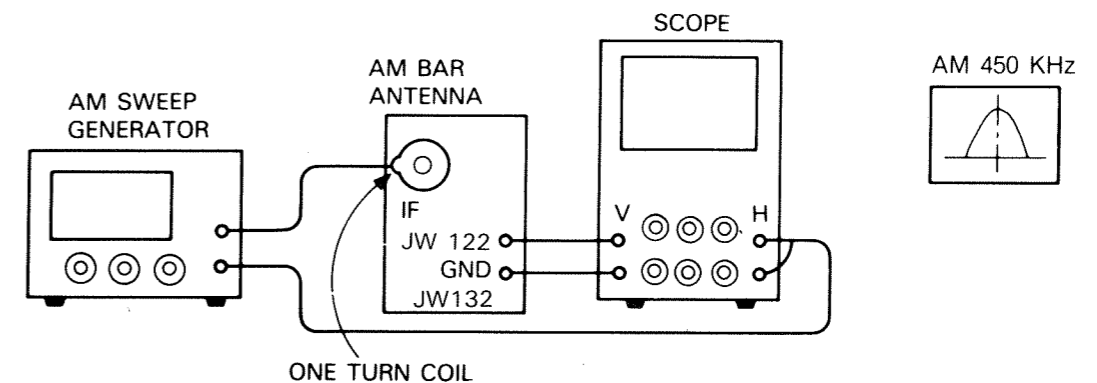 SCOPE
AM 450 KHz
AM BAR
ANTENNA
AM SWEEP
GENERATOR
IF
V
H
JW 122
GND
JW132
ONE TURN COIL